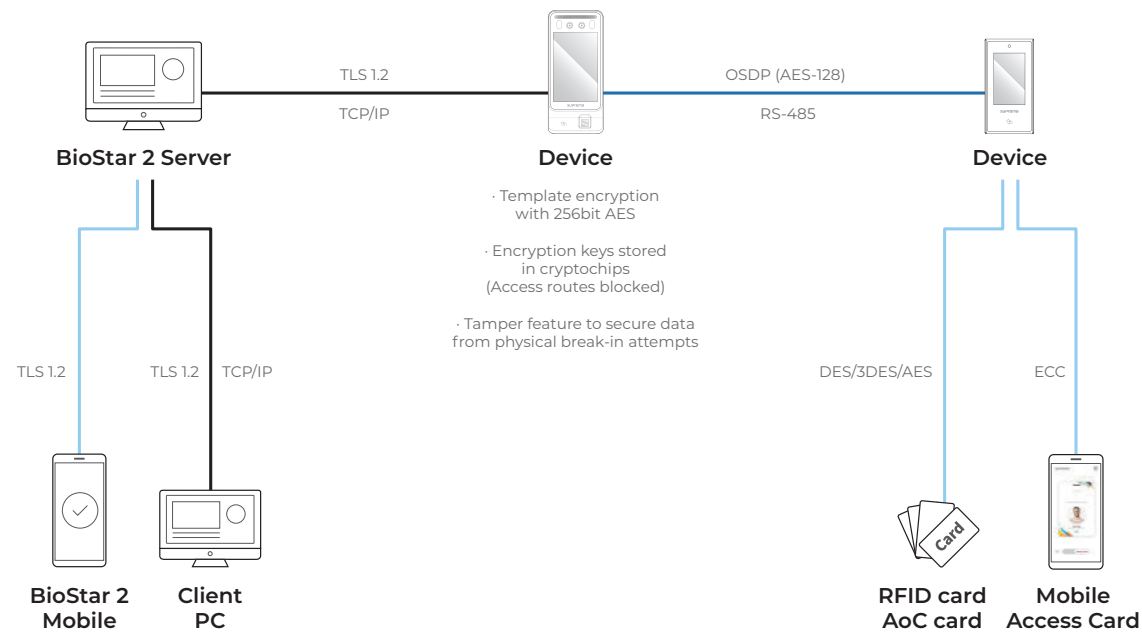 TLS 1.2
OSDP (AES-128)
TCP/IP
RS-485
suprema
suprema
BioStar 2 Server
Device
Device
· Template encryption
with 256bit AES
· Encryption keys stored
in cryptochips
(Access routes blocked)
· Tamper feature to secure data
from physical break-in attempts
TLS 1.2
TLS 1.2
TCP/IP
DES/3DES/AES
ECC
Card
BioStar 2
Mobile
Client
PC
RFID card
AoC card
Mobile
Access Card